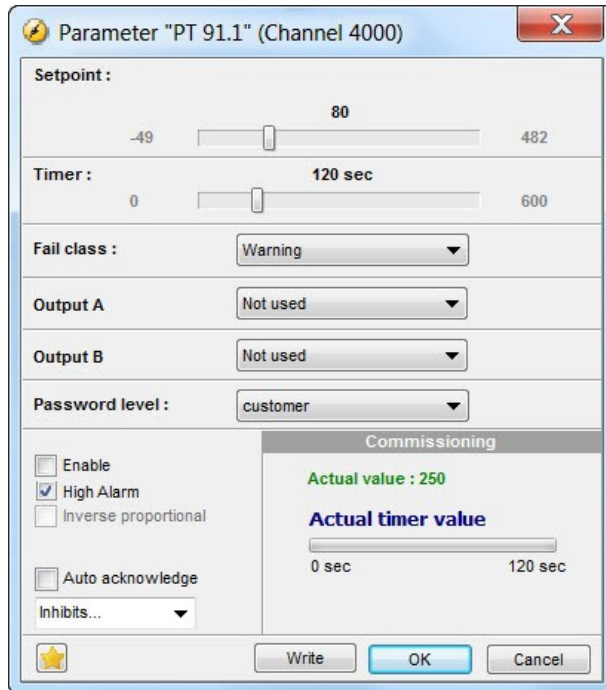 Parameter "PT 91.1" (Channel 4000)
X
Setpoint :
80
-49
482
Timer :
120 sec
0
600
Fail class :
Warning
Output A
Not used
Output B
Not used
Password level :
customer
Enable
High Alarm
Inverse proportional
Auto acknowledge
Inhibits...
Commissioning
Actual value : 250
Actual timer value
0 sec
120 sec
Write
OK
Cancel